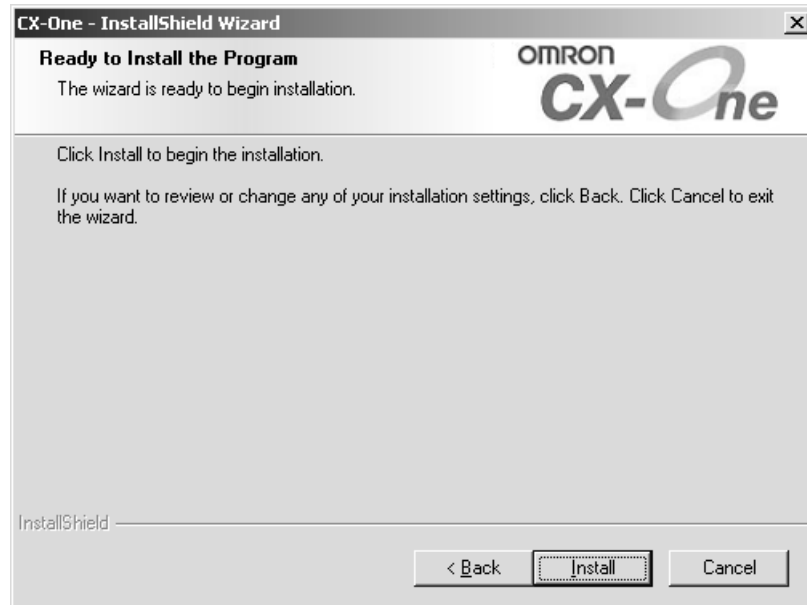 CX-One - InstallShield Wizard
Ready to Install the Program
The wizard is ready to begin installation.
OMRON
CX-One
Click Install to begin the installation.
If you want to review or change any of your installation settings, click Back. Click Cancel to exit
the wizard.
InstallShield
< Back
Install
Cancel